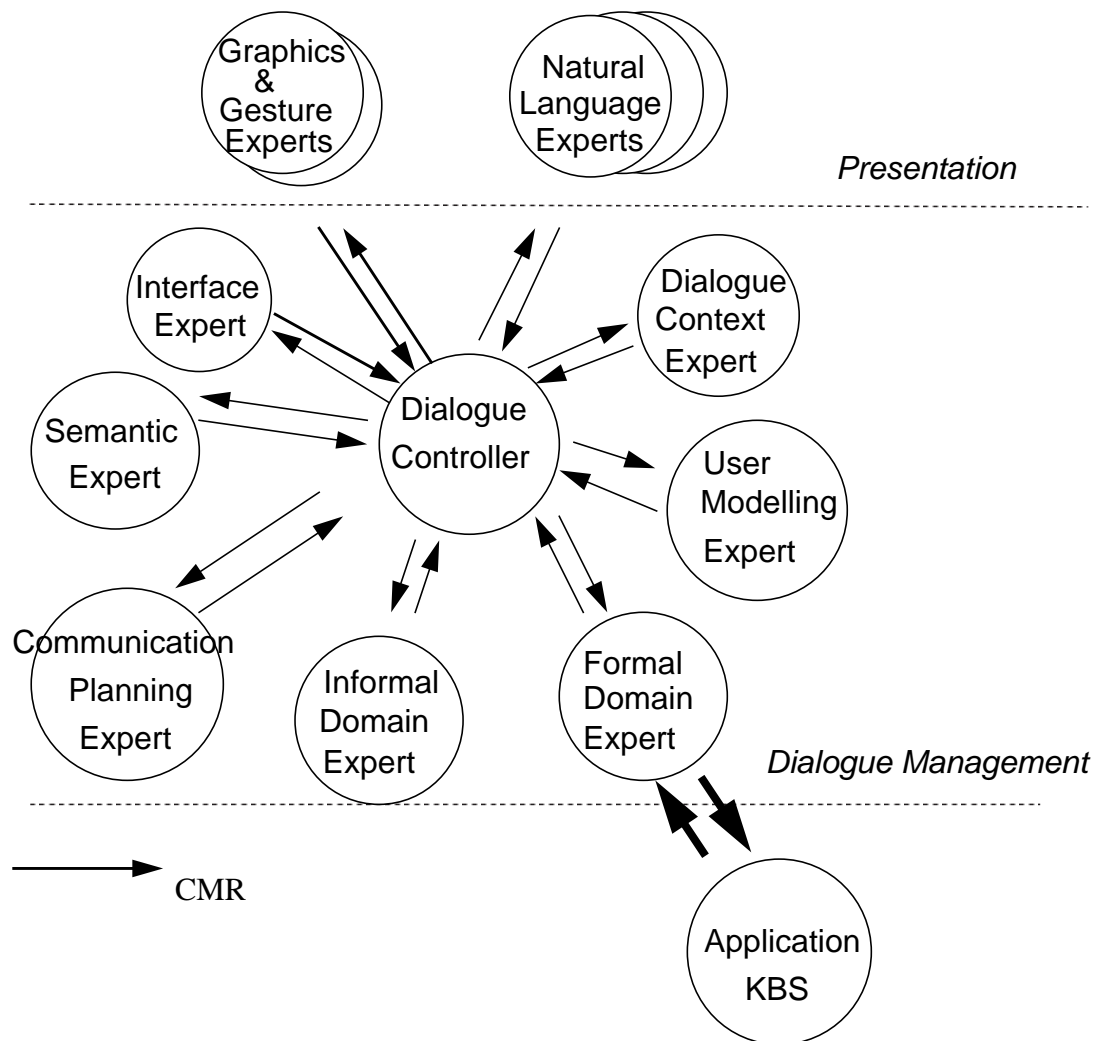 Graphics
&
Gesture
Experts
Natural
Language
Experts
Presentation
Interface
Expert
Dialogue
Context
Expert
Dialogue
Controller
Semantic
Expert
User
Modelling
Expert
Communication
Planning
Expert
Informal
Domain
Expert
Formal
Domain
Expert
Dialogue Management
CMR
Application
KBS